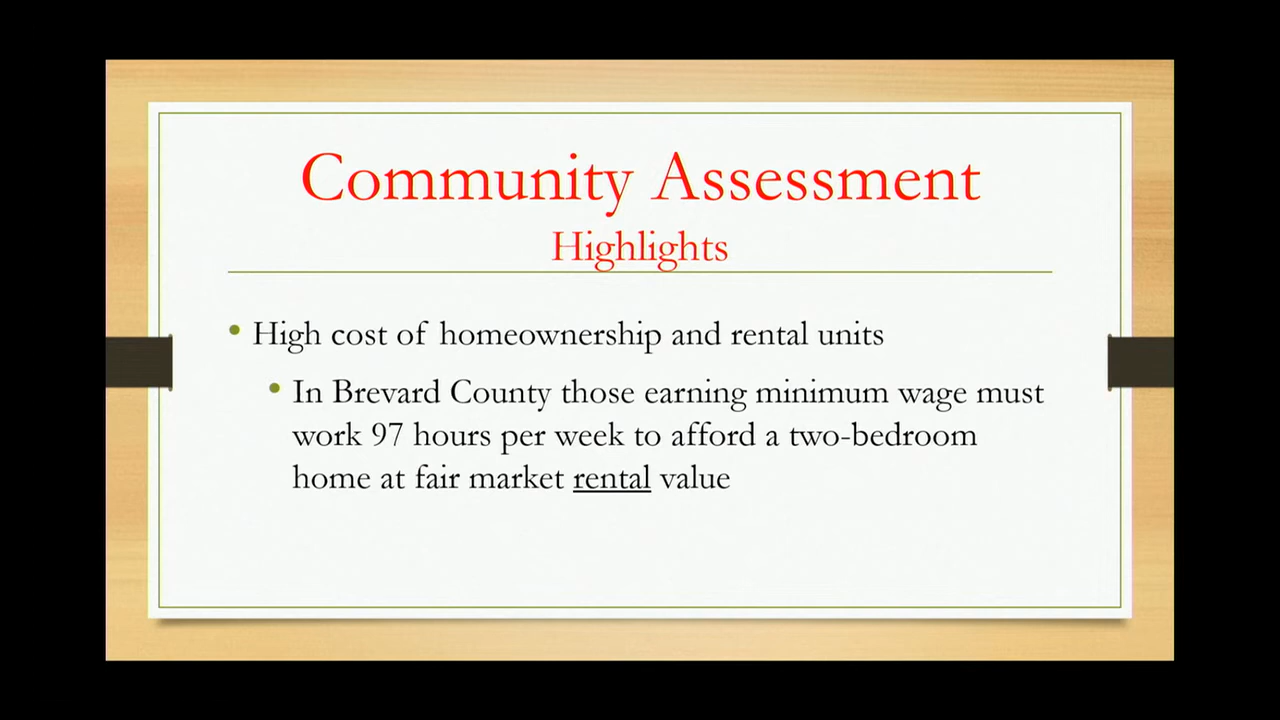 Community Assessment
Highlights
• High cost of homeownership and rental units
• In Brevard County those earning minimum wage must
work 97 hours per week to afford a two-bedroom
home at fair market rental value